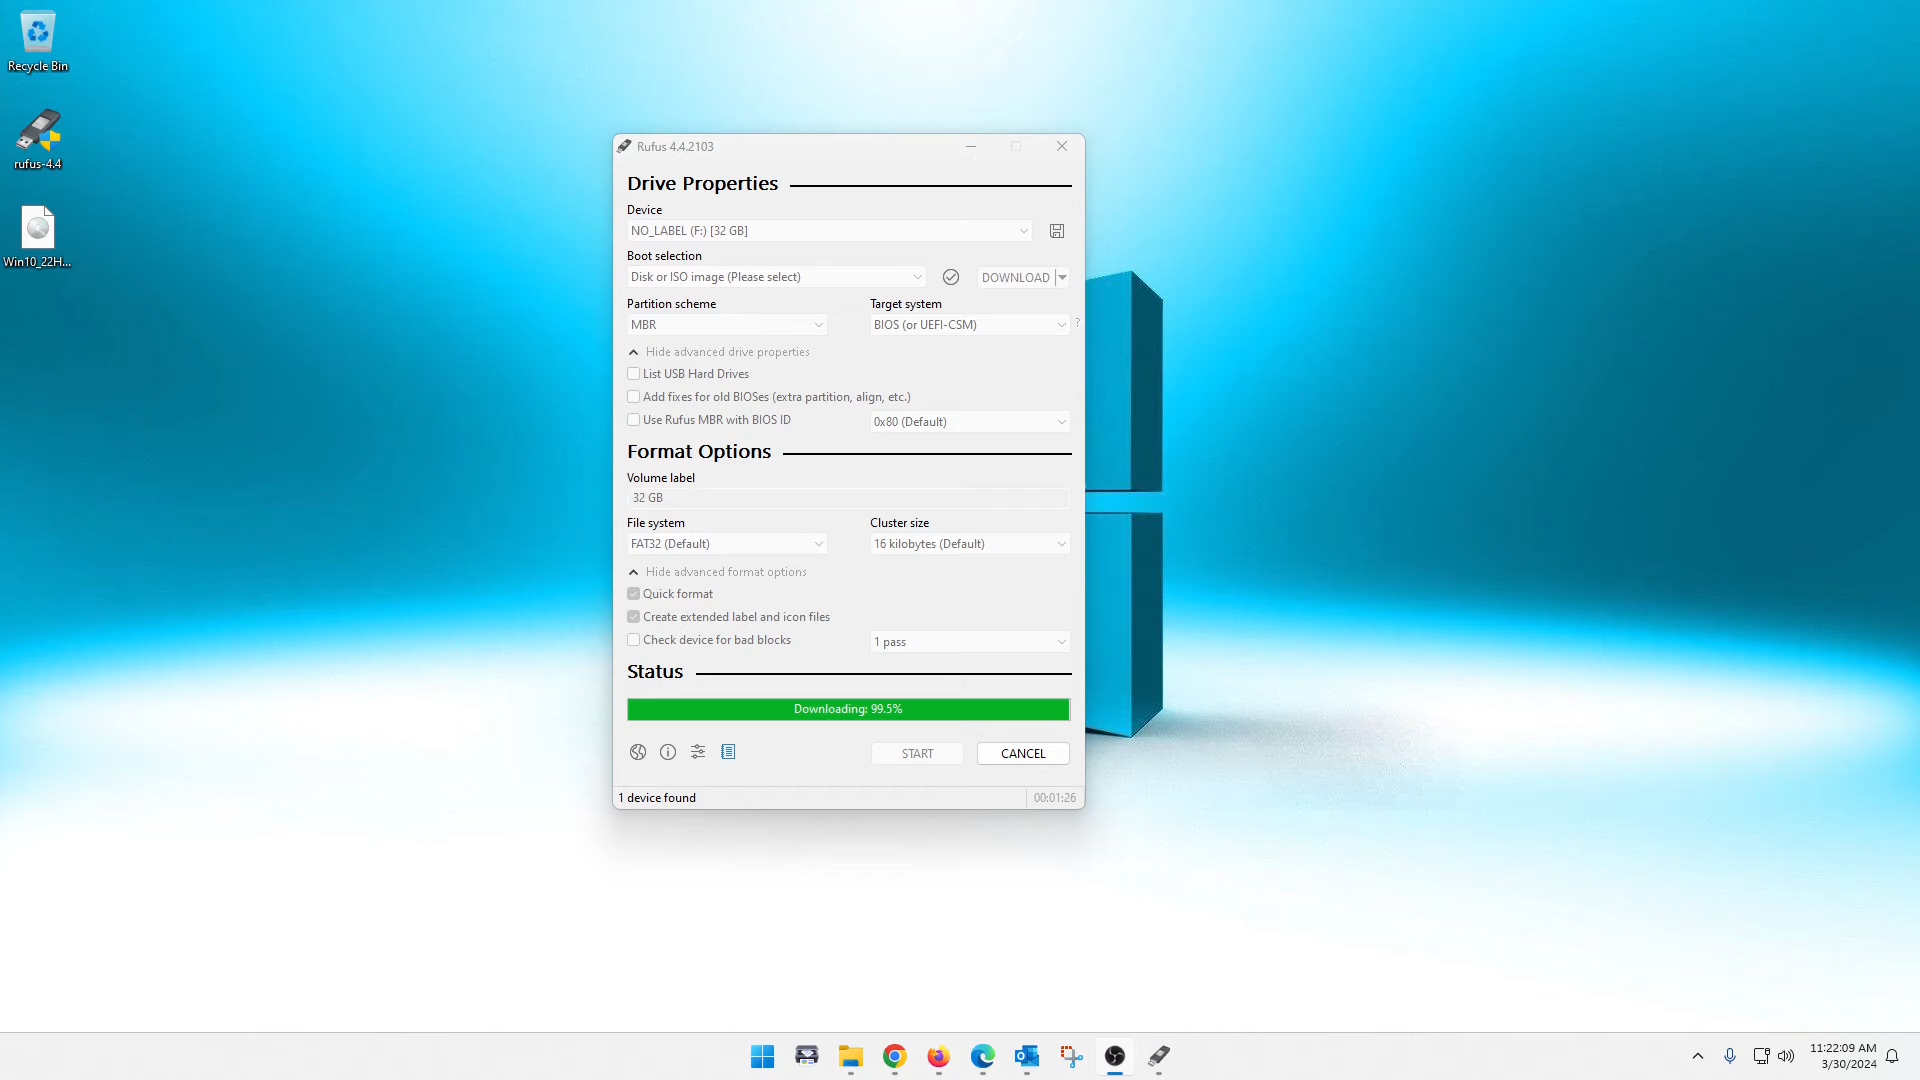 Recycle Bin
rufus-4.4
Win10_22H...
Rufus 4.4.2103
Drive Properties
Device
NO_LABEL (F:) [32 GB]
Boot selection
Disk or ISO image (Please select)
DOWNLOAD
Partition scheme
Target system
MBR
BIOS (or UEFI-CSM)
?
Hide advanced drive properties
List USB Hard Drives
Add fixes for old BIOSes (extra partition, align, etc.)
Use Rufus MBR with BIOS ID
0x80 (Default)
Format Options
Volume label
32 GB
File system
Cluster size
FAT32 (Default)
16 kilobytes (Default)
Hide advanced format options
Quick format
Create extended label and icon files
Check device for bad blocks
1 pass
Status
Downloading: 99.5%
START
CANCEL
1 device found
00:01:26
11:22:09 AM
3/30/2024